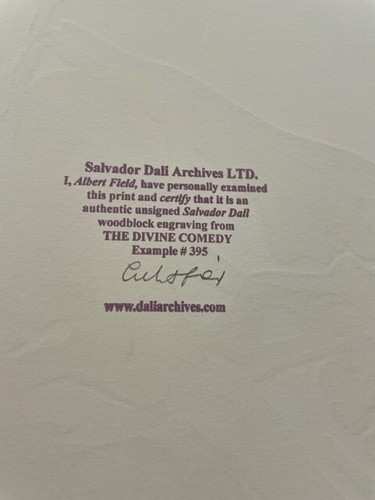 Salvador Dali Archives LTD.
I, Albert Field, have personally examined
this print and certify that it is an
authentic unsigned Salvador Dali
woodblock engraving from
THE DIVINE COMEDY
Example # 395
www.daliarchives.com